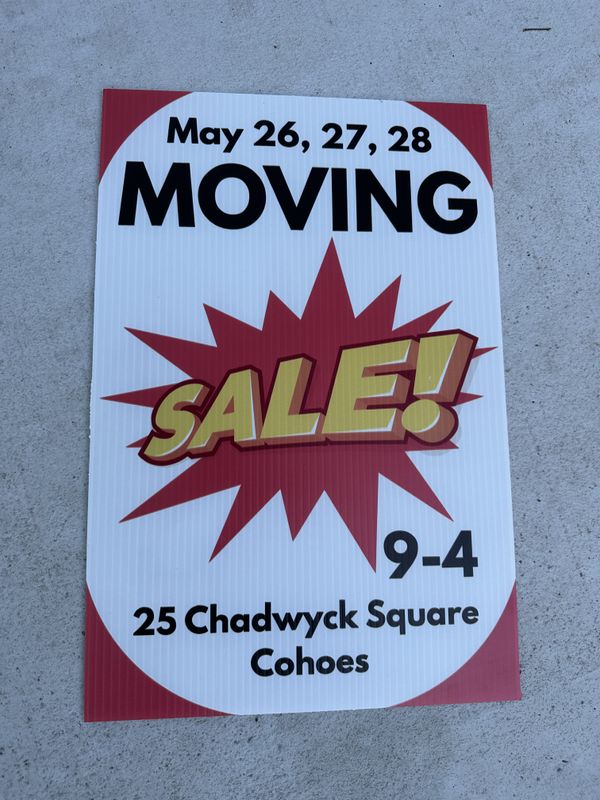 May 26, 27, 28
MOVING
SALE!
9-4
25 Chadwyck Square
Cohoes